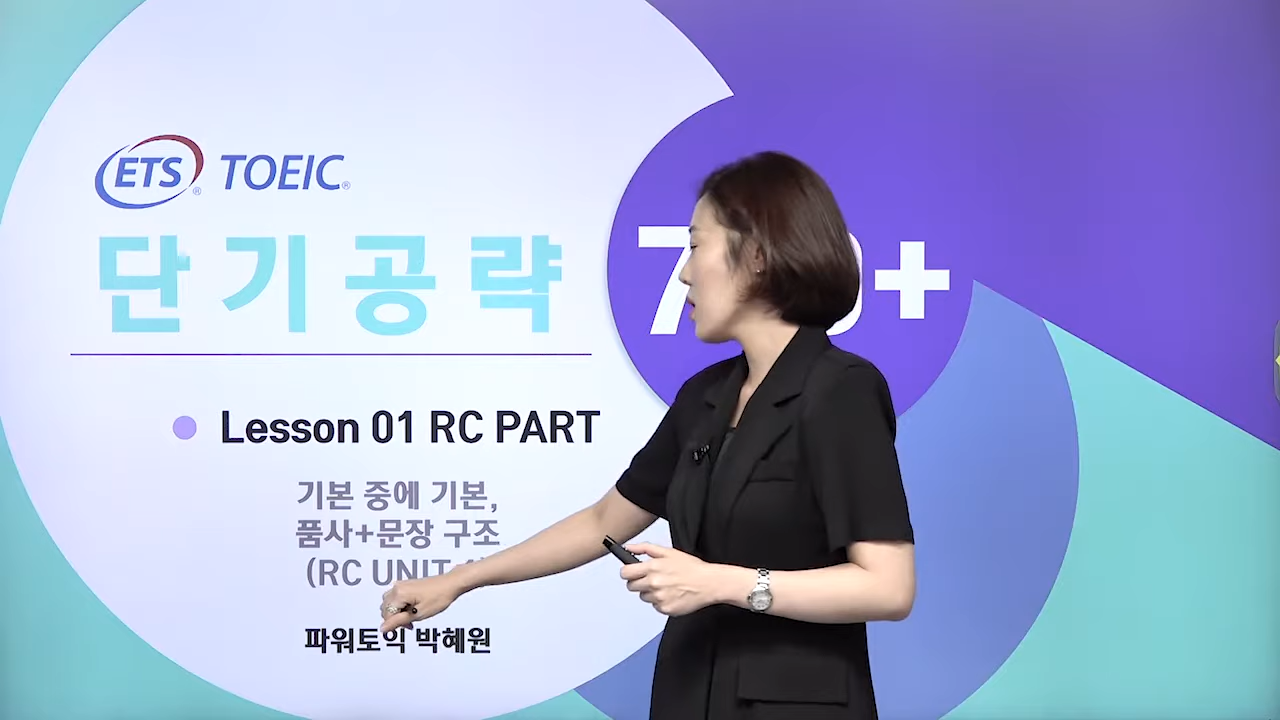 ETS® TOEIC®
단기공략
Lesson 01 RC PART
기본 중에 기본,
품사+문장 구조
(RC UNIT
파워토익 박혜원